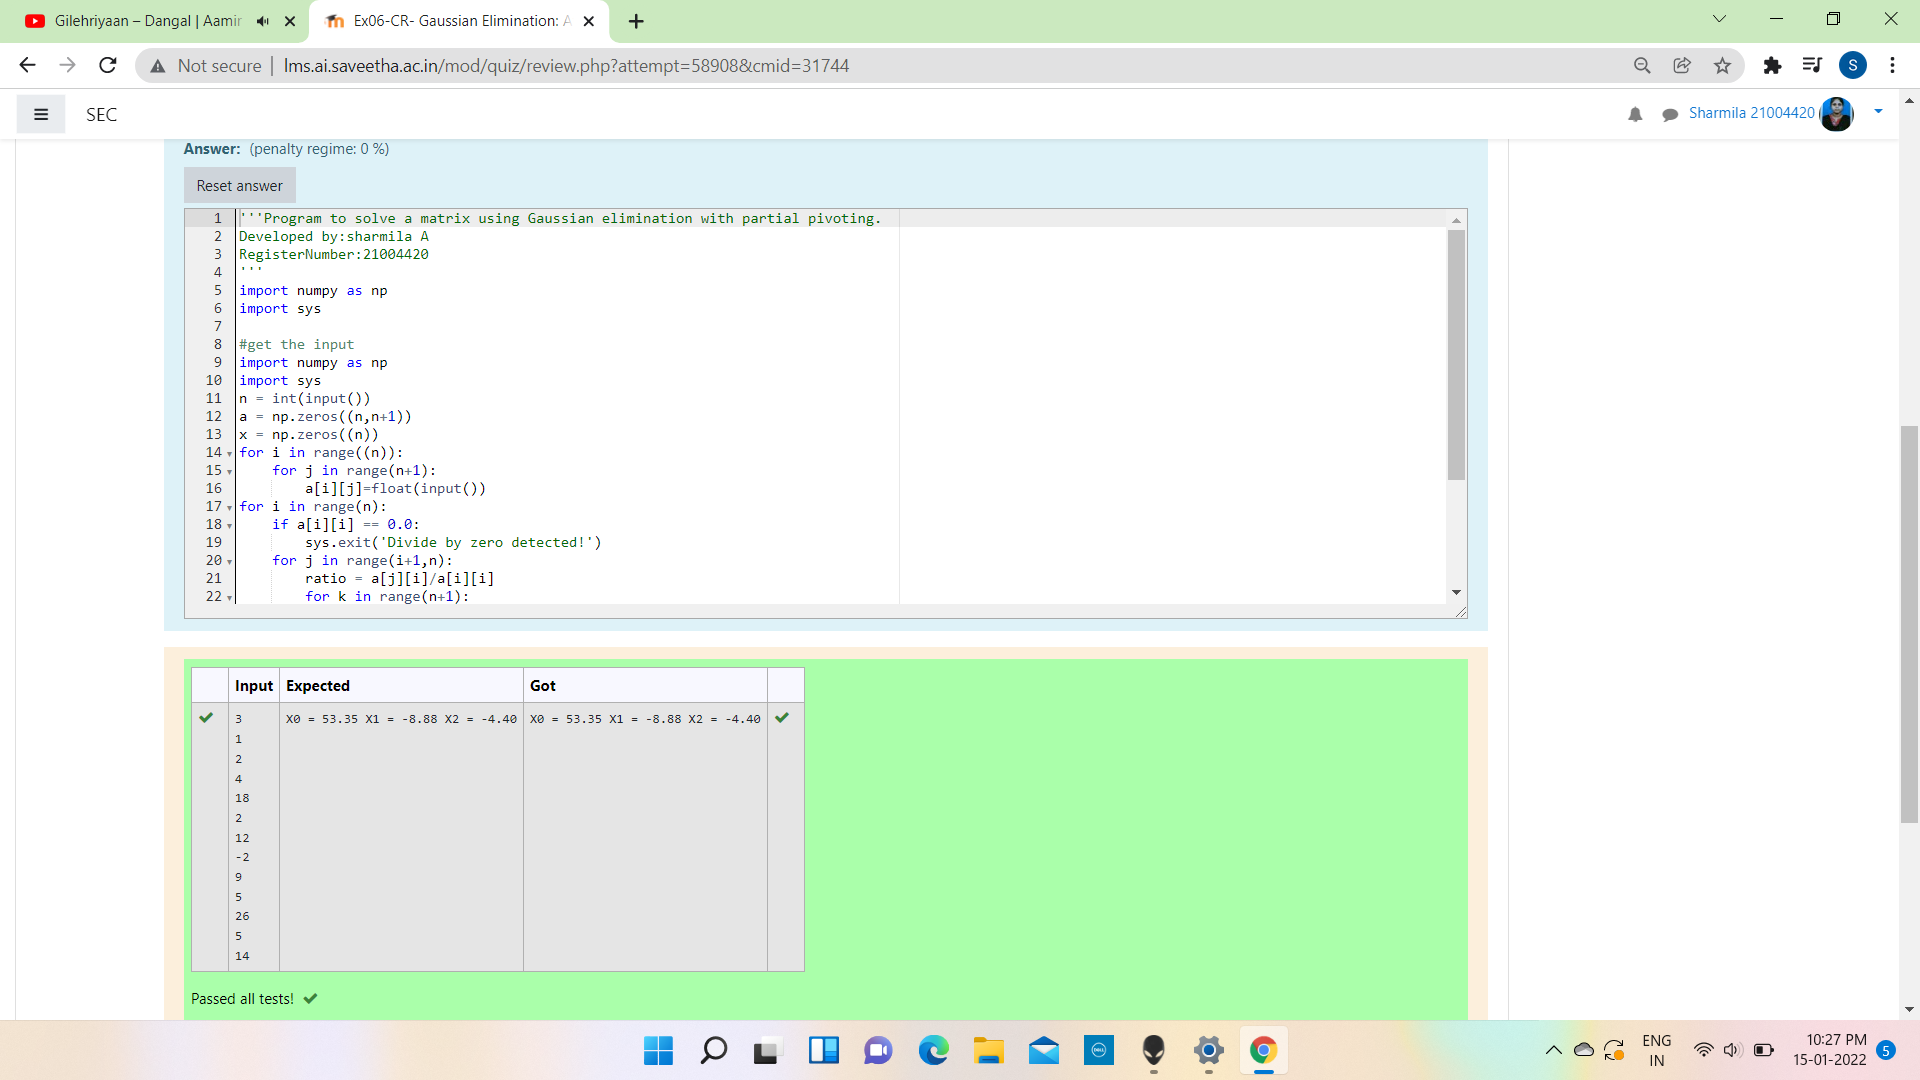 Gilehriyaan – Dangal | Aamir
Ex06-CR- Gaussian Elimination: A
Not secure | lms.ai.saveetha.ac.in/mod/quiz/review.php?attempt=58908&cmid=31744
S
SEC
Sharmila 21004420
Answer: (penalty regime: 0 %)
Reset answer
1 '''Program to solve a matrix using Gaussian elimination with partial pivoting.
2 Developed by:sharmila A
3 RegisterNumber:21004420
4 '''
5 import numpy as np
6 import sys
7
8 #get the input
9 import numpy as np
10 import sys
11 n = int(input())
12 a = np.zeros((n,n+1))
13 x = np.zeros((n))
14 for i in range((n)):
15     for j in range(n+1):
16         a[i][j]=float(input())
17 for i in range(n):
18     if a[i][i] == 0.0:
19         sys.exit('Divide by zero detected!')
20     for j in range(i+1,n):
21         ratio = a[j][i]/a[i][i]
22         for k in range(n+1):
Input Expected Got
3 X0 = 53.35 X1 = -8.88 X2 = -4.40 X0 = 53.35 X1 = -8.88 X2 = -4.40
1
2
4
18
2
12
-2
9
5
26
5
14
Passed all tests!
DELL
ENG
IN
10:27 PM
15-01-2022
5